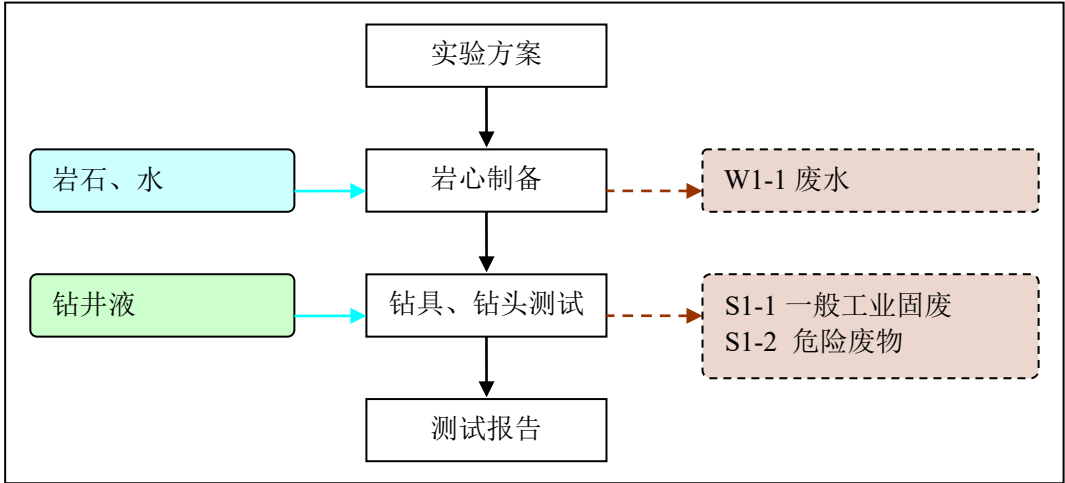 实验方案
岩石、水
岩心制备
W1-1 废水
钻井液
钻具、钻头测试
S1-1 一般工业固废
S1-2 危险废物
测试报告